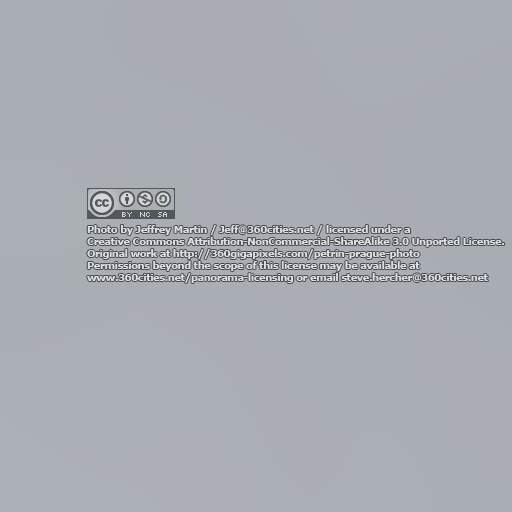 cc BY NC SA
Photo by Jeffrey Martin / Jeff@360cities.net / licensed under a
Creative Commons Attribution-NonCommercial-ShareAlike 3.0 Unported License.
Original work at http://360gigapixels.com/petrin-prague-photo
Permissions beyond the scope of this license may be available at
www.360cities.net/panorama-licensing or email steve.hercher@360cities.net